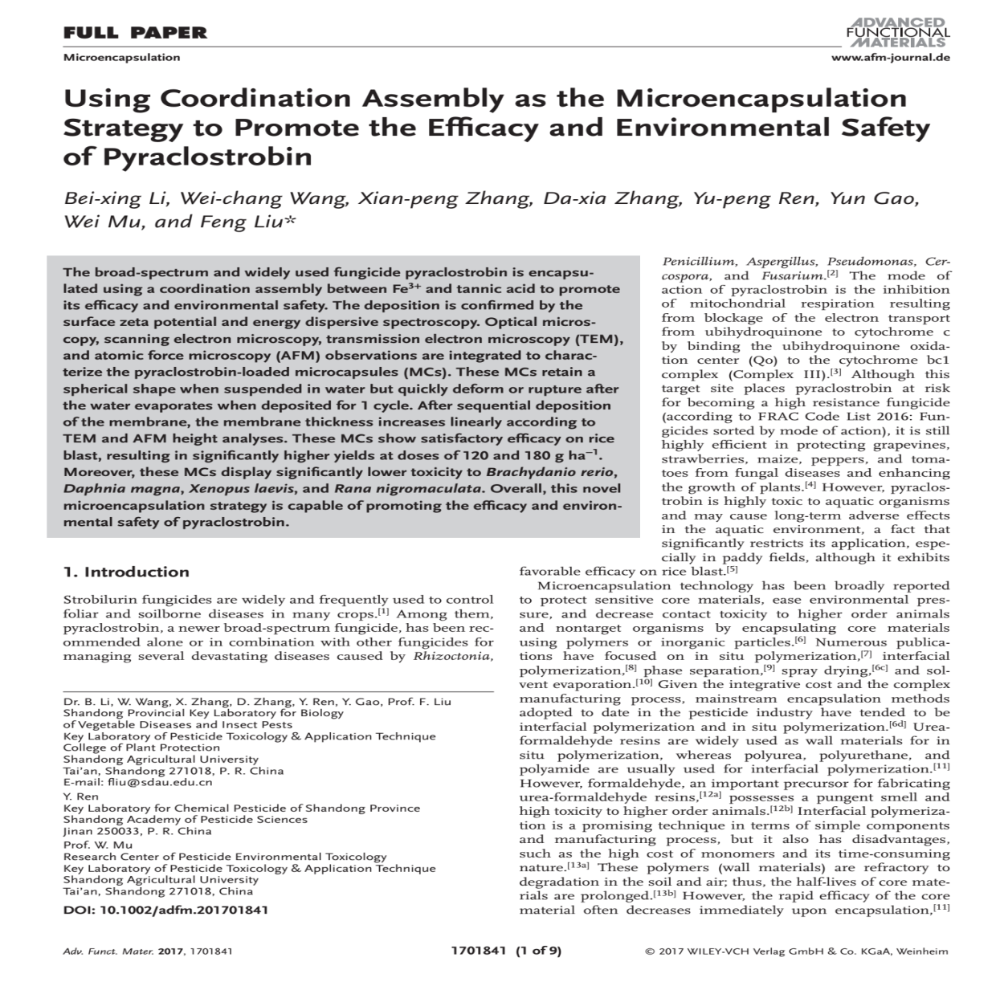 FULL PAPER
ADVANCED
FUNCTIONAL
MATERIALS
Microencapsulation
www.afm-journal.de
Using Coordination Assembly as the Microencapsulation
Strategy to Promote the Efficacy and Environmental Safety
of Pyraclostrobin
Bei-xing Li, Wei-chang Wang, Xian-peng Zhang, Da-xia Zhang, Yu-peng Ren, Yun Gao,
Wei Mu, and Feng Liu*
The broad-spectrum and widely used fungicide pyraclostrobin is encapsu-
lated using a coordination assembly between Fe³⁺ and tannic acid to promote
its efficacy and environmental safety. The deposition is confirmed by the
surface zeta potential and energy dispersive spectroscopy. Optical micros-
copy, scanning electron microscopy, transmission electron microscopy (TEM),
and atomic force microscopy (AFM) observations are integrated to charac-
terize the pyraclostrobin-loaded microcapsules (MCs). These MCs retain a
spherical shape when suspended in water but quickly deform or rupture after
the water evaporates when deposited for 1 cycle. After sequential deposition
of the membrane, the membrane thickness increases linearly according to
TEM and AFM height analyses. These MCs show satisfactory efficacy on rice
blast, resulting in significantly higher yields at doses of 120 and 180 g ha⁻¹.
Moreover, these MCs display significantly lower toxicity to Brachydanio rerio,
Daphnia magna, Xenopus laevis, and Rana nigromaculata. Overall, this novel
microencapsulation strategy is capable of promoting the efficacy and environ-
mental safety of pyraclostrobin.
1. Introduction
Strobilurin fungicides are widely and frequently used to control
foliar and soilborne diseases in many crops.[1] Among them,
pyraclostrobin, a newer broad-spectrum fungicide, has been rec-
ommended alone or in combination with other fungicides for
managing several devastating diseases caused by Rhizoctonia,
Dr. B. Li, W. Wang, X. Zhang, D. Zhang, Y. Ren, Y. Gao, Prof. F. Liu
Shandong Provincial Key Laboratory for Biology
of Vegetable Diseases and Insect Pests
Key Laboratory of Pesticide Toxicology & Application Technique
College of Plant Protection
Shandong Agricultural University
Tai'an, Shandong 271018, P. R. China
E-mail: fliu@sdau.edu.cn
Y. Ren
Key Laboratory for Chemical Pesticide of Shandong Province
Shandong Academy of Pesticide Sciences
Jinan 250033, P. R. China
Prof. W. Mu
Research Center of Pesticide Environmental Toxicology
Key Laboratory of Pesticide Toxicology & Application Technique
Shandong Agricultural University
Tai'an, Shandong 271018, China
DOI: 10.1002/adfm.201701841
Penicillium, Aspergillus, Pseudomonas, Cer-
cospora, and Fusarium.[2] The mode of
action of pyraclostrobin is the inhibition
of mitochondrial respiration resulting
from blockage of the electron transport
from ubihydroquinone to cytochrome c
by binding the ubihydroquinone oxida-
tion center (Qo) to the cytochrome bc1
complex (Complex III).[3] Although this
target site places pyraclostrobin at risk
for becoming a high resistance fungicide
(according to FRAC Code List 2016: Fun-
gicides sorted by mode of action), it is still
highly efficient in protecting grapevines,
strawberries, maize, peppers, and toma-
toes from fungal diseases and enhancing
the growth of plants.[4] However, pyraclos-
trobin is highly toxic to aquatic organisms
and may cause long-term adverse effects
in the aquatic environment, a fact that
significantly restricts its application, espe-
cially in paddy fields, although it exhibits
favorable efficacy on rice blast.[5]
Microencapsulation technology has been broadly reported
to protect sensitive core materials, ease environmental pres-
sure, and decrease contact toxicity to higher order animals
and nontarget organisms by encapsulating core materials
using polymers or inorganic particles.[6] Numerous publica-
tions have focused on in situ polymerization,[7] interfacial
polymerization,[8] phase separation,[9] spray drying,[6c] and sol-
vent evaporation.[10] Given the integrative cost and the complex
manufacturing process, mainstream encapsulation methods
adopted to date in the pesticide industry have tended to be
interfacial polymerization and in situ polymerization.[6d] Urea-
formaldehyde resins are widely used as wall materials for in
situ polymerization, whereas polyurea, polyurethane, and
polyamide are usually used for interfacial polymerization.[11]
However, formaldehyde, an important precursor for fabricating
urea-formaldehyde resins,[12a] possesses a pungent smell and
high toxicity to higher order animals.[12b] Interfacial polymeriza-
tion is a promising technique in terms of simple components
and manufacturing process, but it also has disadvantages,
such as the high cost of monomers and its time-consuming
nature.[13a] These polymers (wall materials) are refractory to
degradation in the soil and air; thus, the half-lives of core mate-
rials are prolonged.[13b] However, the rapid efficacy of the core
material often decreases immediately upon encapsulation,[11]
Adv. Funct. Mater. 2017, 1701841
1701841 (1 of 9)
© 2017 WILEY-VCH Verlag GmbH & Co. KGaA, Weinheim